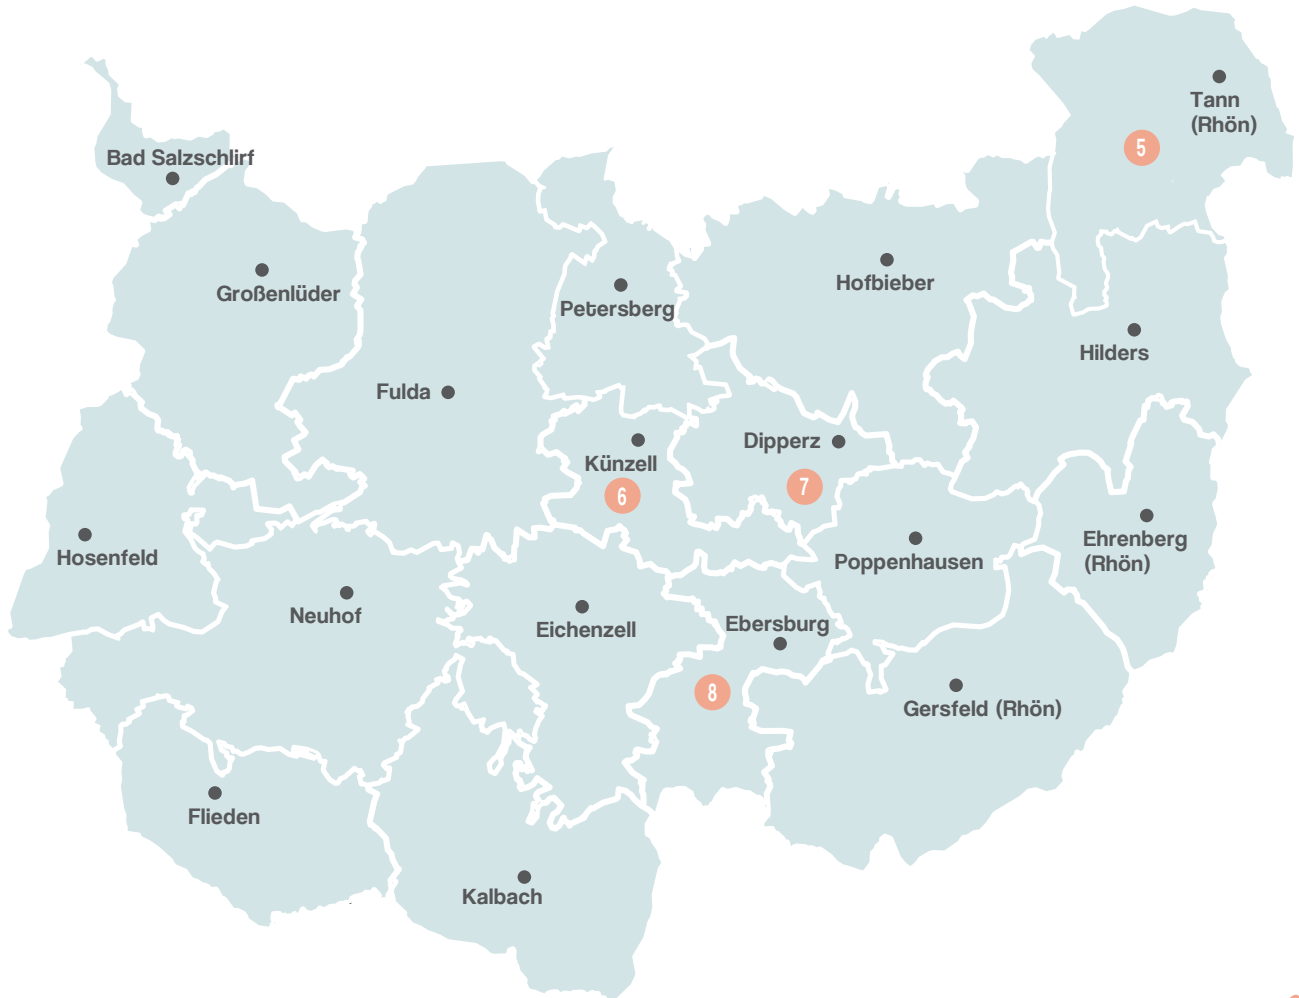 Tann
(Rhön)
5
Bad Salzschlirf
Großenlüder
Hofbieber
Petersberg
Hilders
Fulda
Dipperz
Künzell
7
6
Hosenfeld
Ehrenberg
(Rhön)
Poppenhausen
Neuhof
Eichenzell
Ebersburg
8
Gersfeld (Rhön)
Flieden
Kalbach